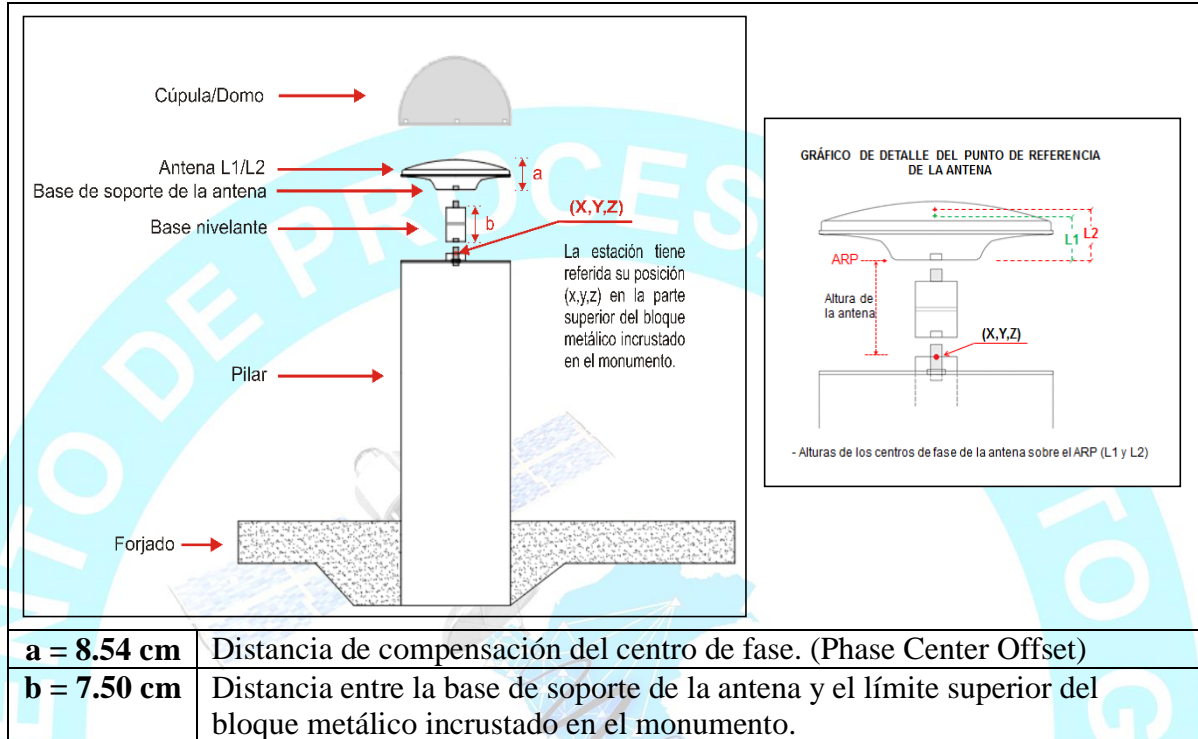 Cúpula/Domo
Antena L1/L2
Base de soporte de la antena
Base nivelante
a
b
(X,Y,Z)
La estación tiene
referida su posición
(x,y,z) en la parte
superior del bloque
metálico incrustado
en el monumento.
Pilar
Forjado
GRÁFICO DE DETALLE DEL PUNTO DE REFERENCIA
DE LA ANTENA
L1
L2
ARP
Altura de
la antena
(X,Y,Z)
- Alturas de los centros de fase de la antena sobre el ARP (L1 y L2)
a = 8.54 cm Distancia de compensación del centro de fase. (Phase Center Offset)
b = 7.50 cm Distancia entre la base de soporte de la antena y el límite superior del
bloque metálico incrustado en el monumento.
ENTO DE PROCES
TO G